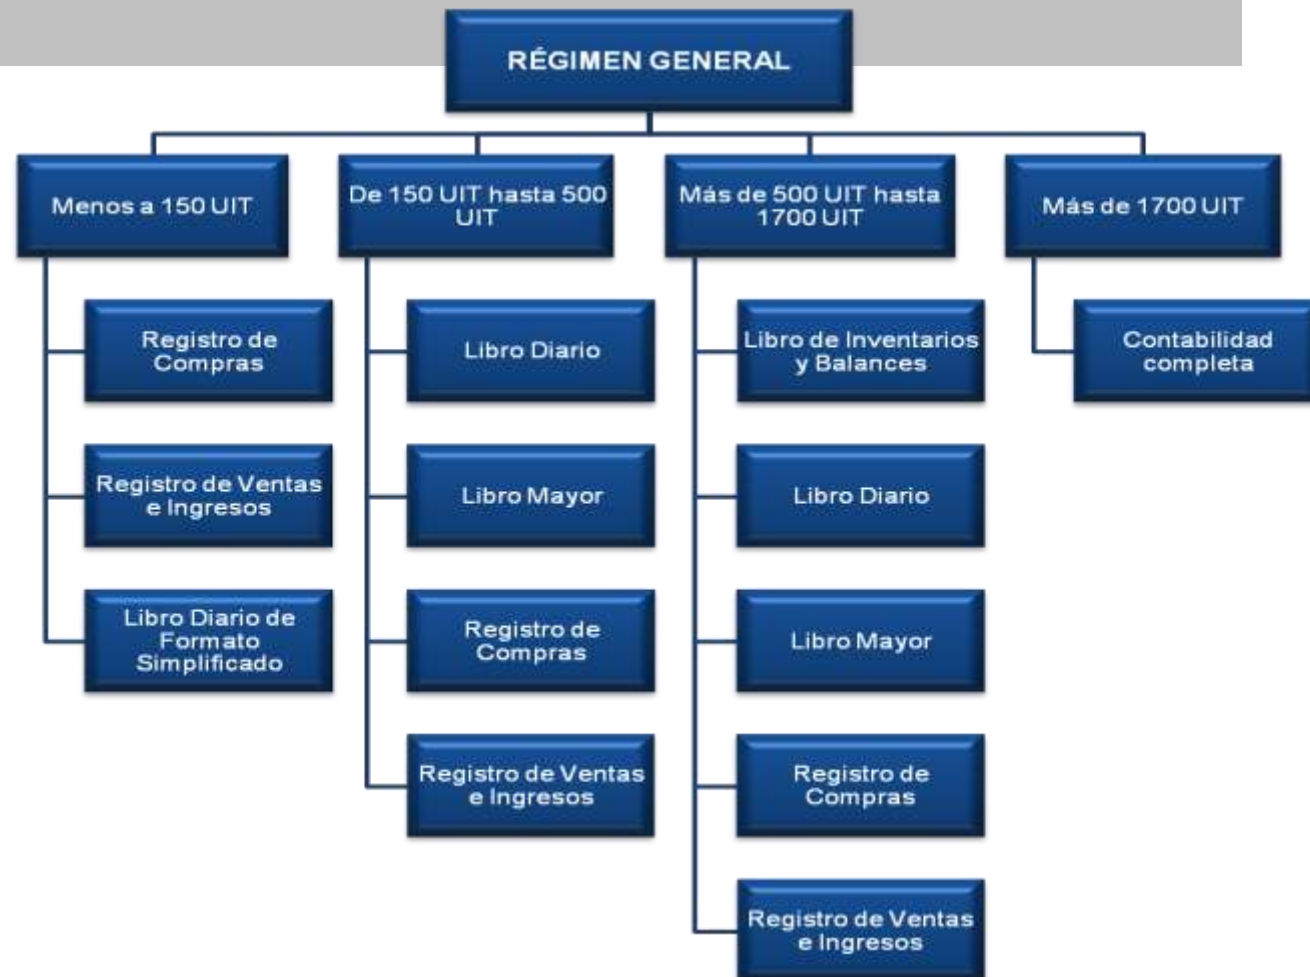 RÉGIMEN GENERAL
Menos a 150 UIT
Registro de
Compras
Registro de Ventas
e Ingresos
Libro Diario de
Formato
Simplificado
De 150 UIT hasta 500
UIT
Libro Diario
Libro Mayor
Registro de
Compras
Registro de Ventas
e Ingresos
Más de 500 UIT hasta
1700 UIT
Libro de Inventarios
y Balances
Libro Diario
Libro Mayor
Registro de
Compras
Registro de Ventas
e Ingresos
Más de 1700 UIT
Contabilidad
completa